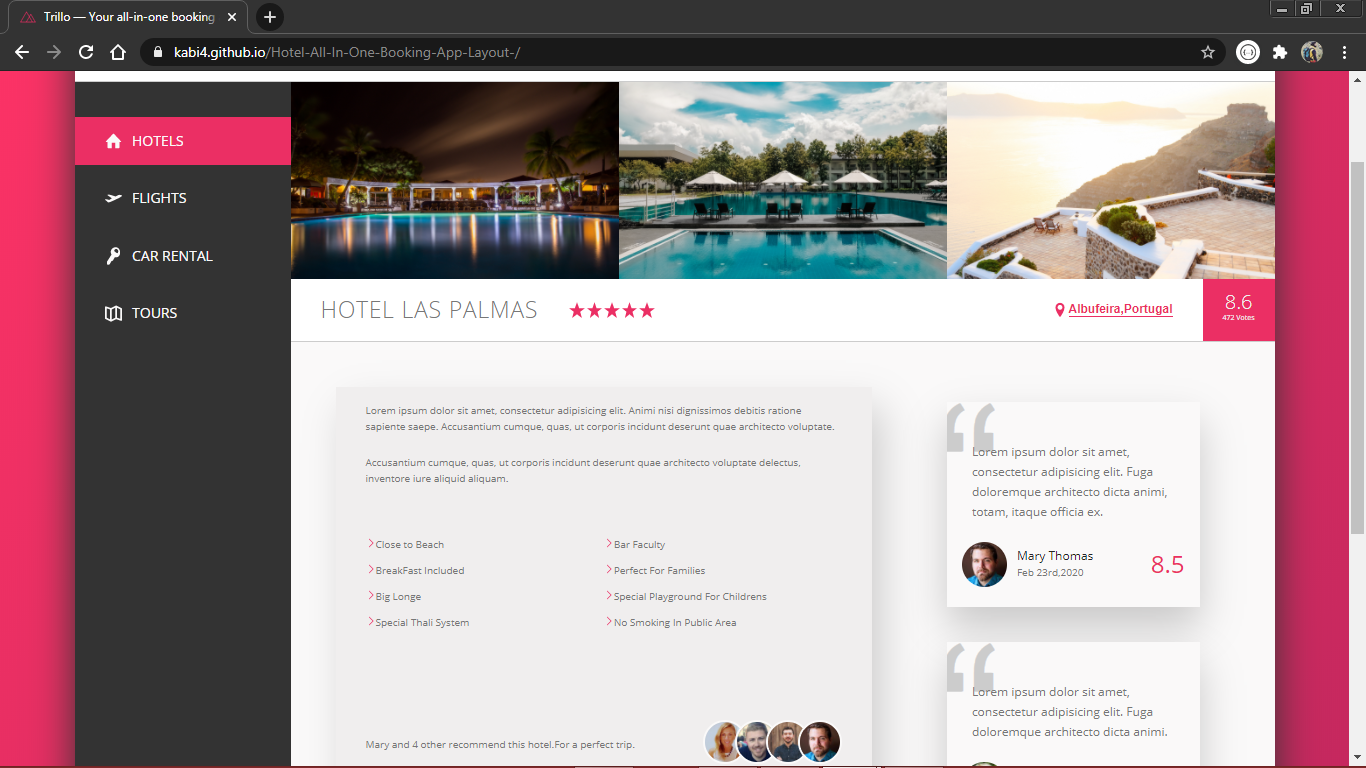 Trillo — Your all-in-one booking
kabi4.github.io/Hotel-All-In-One-Booking-App-Layout-/
HOTELS
FLIGHTS
CAR RENTAL
TOURS
HOTEL LAS PALMAS
Albufeira,Portugal
8.6
472 Votes
Lorem ipsum dolor sit amet, consectetur adipisicing elit. Animi nisi dignissimos debitis ratione
sapiente saepe. Accusantium cumque, quas, ut corporis incidunt deserunt quae architecto voluptate.
Accusantium cumque, quas, ut corporis incidunt deserunt quae architecto voluptate delectus,
inventore iure aliquid aliquam.
Close to Beach
Bar Faculty
BreakFast Included
Perfect For Families
Big Longe
Special Playground For Childrens
Special Thali System
No Smoking In Public Area
Mary and 4 other recommend this hotel.For a perfect trip.
“
Lorem ipsum dolor sit amet,
consectetur adipisicing elit. Fuga
doloremque architecto dicta animi,
totam, itaque officia ex.
Mary Thomas
Feb 23rd,2020
8.5
“
Lorem ipsum dolor sit amet,
consectetur adipisicing elit. Fuga
doloremque architecto dicta animi.